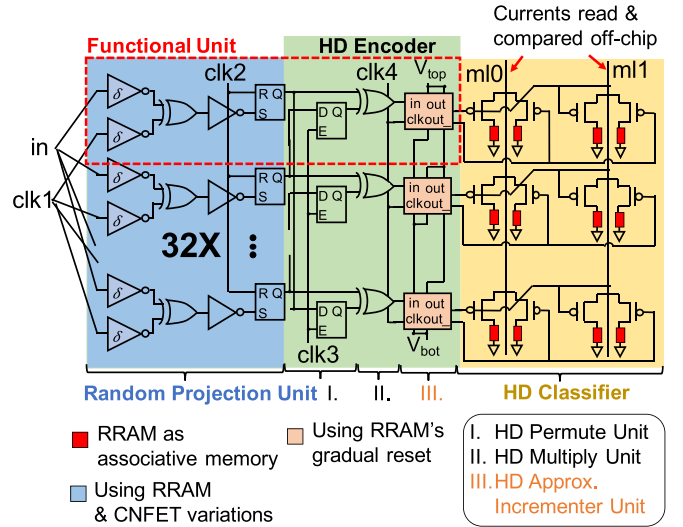 Currents read &
compared off-chip
Functional Unit
HD Encoder
clk2
clk4
V_top
ml0
ml1
δ
R Q
S
D Q
E
in out
clkout_
δ
in
δ
R Q
S
D Q
E
in out
clkout_
clk1
δ
32X
δ
R Q
S
D Q
E
in out
clkout_
δ
clk3
V_bot
Random Projection Unit
I.
II.
III.
HD Classifier
RRAM as
associative memory
Using RRAM's
gradual reset
Using RRAM
& CNFET variations
I. HD Permute Unit
II. HD Multiply Unit
III. HD Approx.
Incrementer Unit